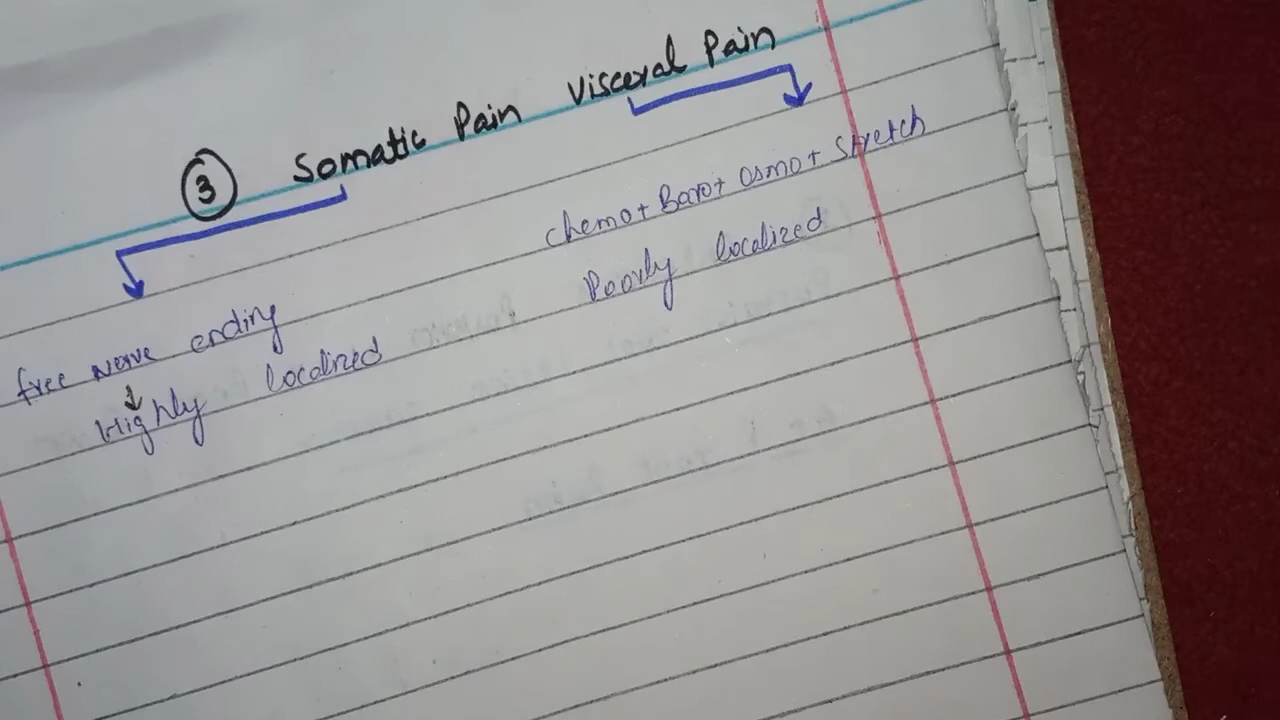 ③ Somatic Pain Visceral Pain
Chemo + Baro + Osmo + Stretch
Poorly localized
free nerve ending
↓
Highly localized